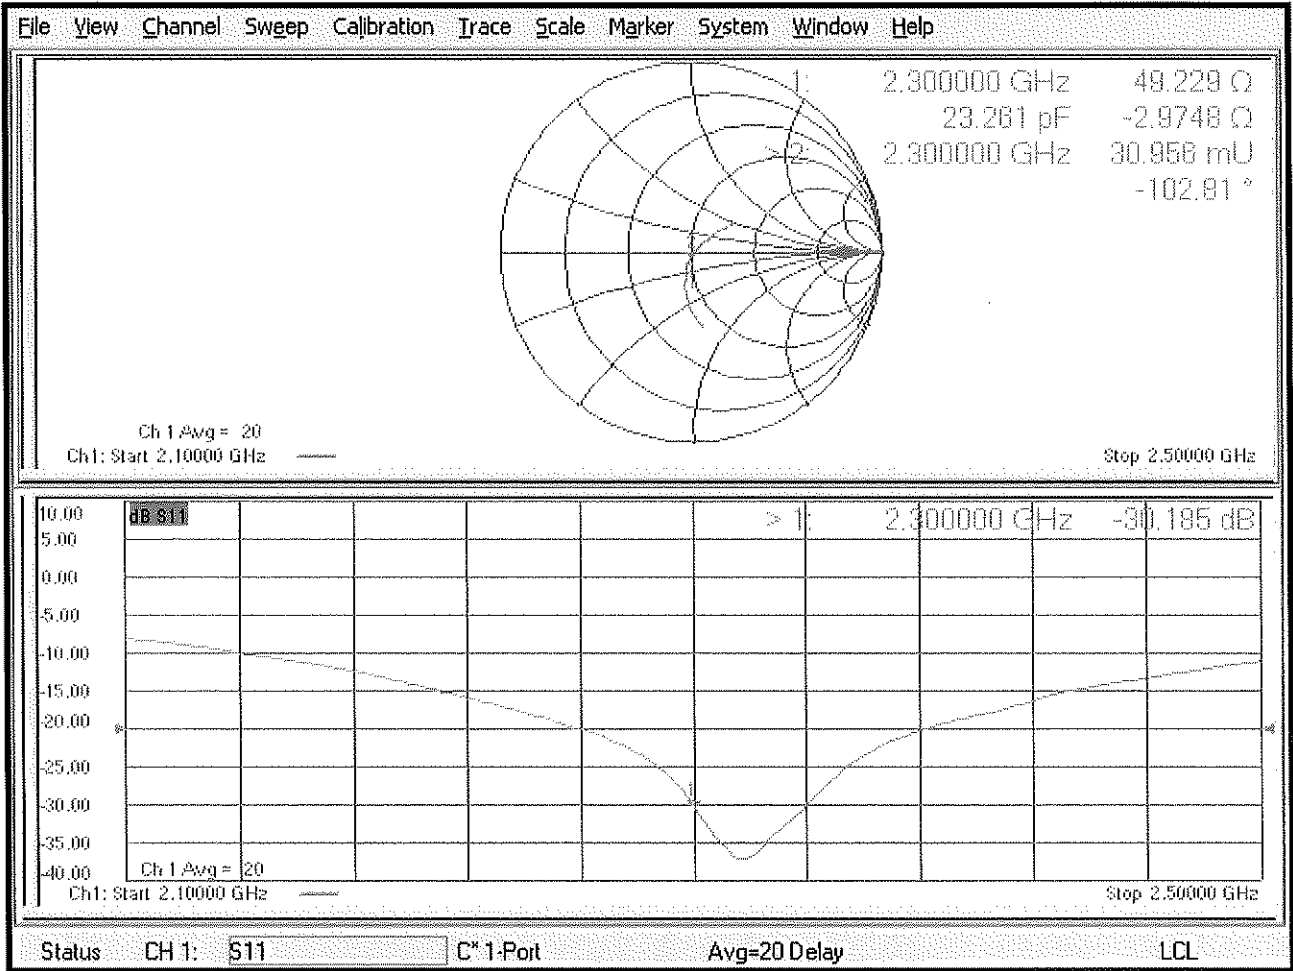 File View Channel Sweep Calibration Trace Scale Marker System Window Help
1: 2.300000 GHz 49.229 Ω
23.261 pF -2.9748 Ω
> 2: 2.300000 GHz 30.958 mU
-102.91 °
Ch 1 Avg = 20
Ch1: Start 2.10000 GHz Stop 2.50000 GHz
10.00 dB S11 > 1: 2.300000 GHz -30.185 dB
5.00
0.00
-5.00
-10.00
-15.00
-20.00
-25.00
-30.00
1
-35.00
-40.00 Ch 1 Avg = 20
Ch1: Start 2.10000 GHz Stop 2.50000 GHz
Status CH 1: S11 C* 1-Port Avg=20 Delay LCL